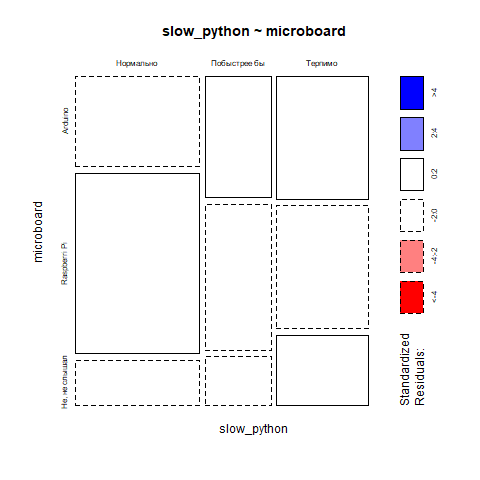 slow_python ~ microboard
Нормально
Побыстрее бы
Терпимо
Arduino
Raspberri Pi
Не, не слышал
microboard
slow_python
>4
2:4
0:2
-2:0
-4:-2
<-4
Standardized
Residuals: